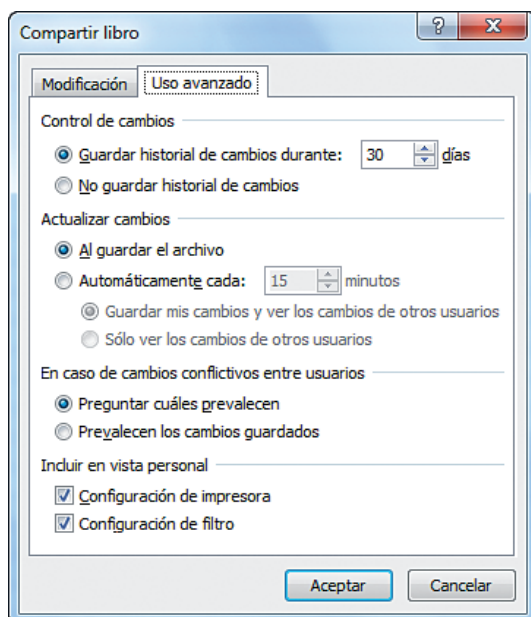 Compartir libro
Modificación Uso avanzado
Control de cambios
Guardar historial de cambios durante: 30 días
No guardar historial de cambios
Actualizar cambios
Al guardar el archivo
Automáticamente cada: 15 minutos
Guardar mis cambios y ver los cambios de otros usuarios
Sólo ver los cambios de otros usuarios
En caso de cambios conflictivos entre usuarios
Preguntar cuáles prevalecen
Prevalecen los cambios guardados
Incluir en vista personal
Configuración de impresora
Configuración de filtro
Aceptar Cancelar